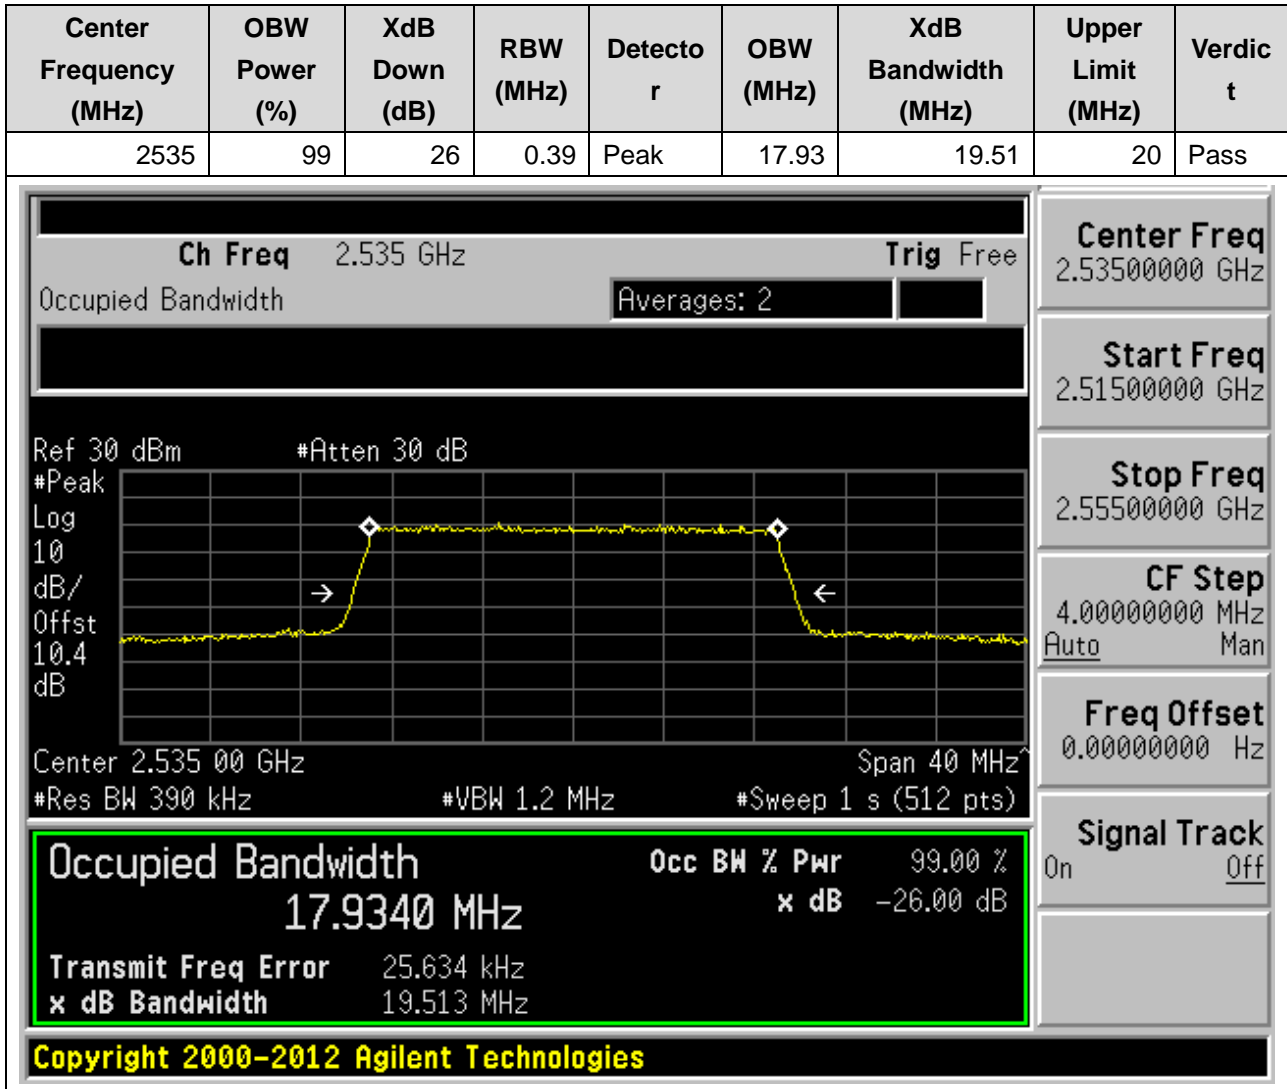 Center Frequency (MHz) OBW Power (%) XdB Down (dB) RBW (MHz) Detecto r OBW (MHz) XdB Bandwidth (MHz) Upper Limit (MHz) Verdic t
2535 99 26 0.39 Peak 17.93 19.51 20 Pass
Ch Freq 2.535 GHz Trig Free
Occupied Bandwidth Averages: 2
Ref 30 dBm #Atten 30 dB
#Peak
Log
10
dB/
Offst
10.4
dB
Center 2.535 00 GHz Span 40 MHz^
#Res BW 390 kHz #VBW 1.2 MHz #Sweep 1 s (512 pts)
Occupied Bandwidth Occ BW % Pwr 99.00 %
17.9340 MHz x dB -26.00 dB
Transmit Freq Error 25.634 kHz
x dB Bandwidth 19.513 MHz
Copyright 2000-2012 Agilent Technologies
Center Freq
2.53500000 GHz
Start Freq
2.51500000 GHz
Stop Freq
2.55500000 GHz
CF Step
4.00000000 MHz
Auto Man
Freq Offset
0.00000000 Hz
Signal Track
On Off